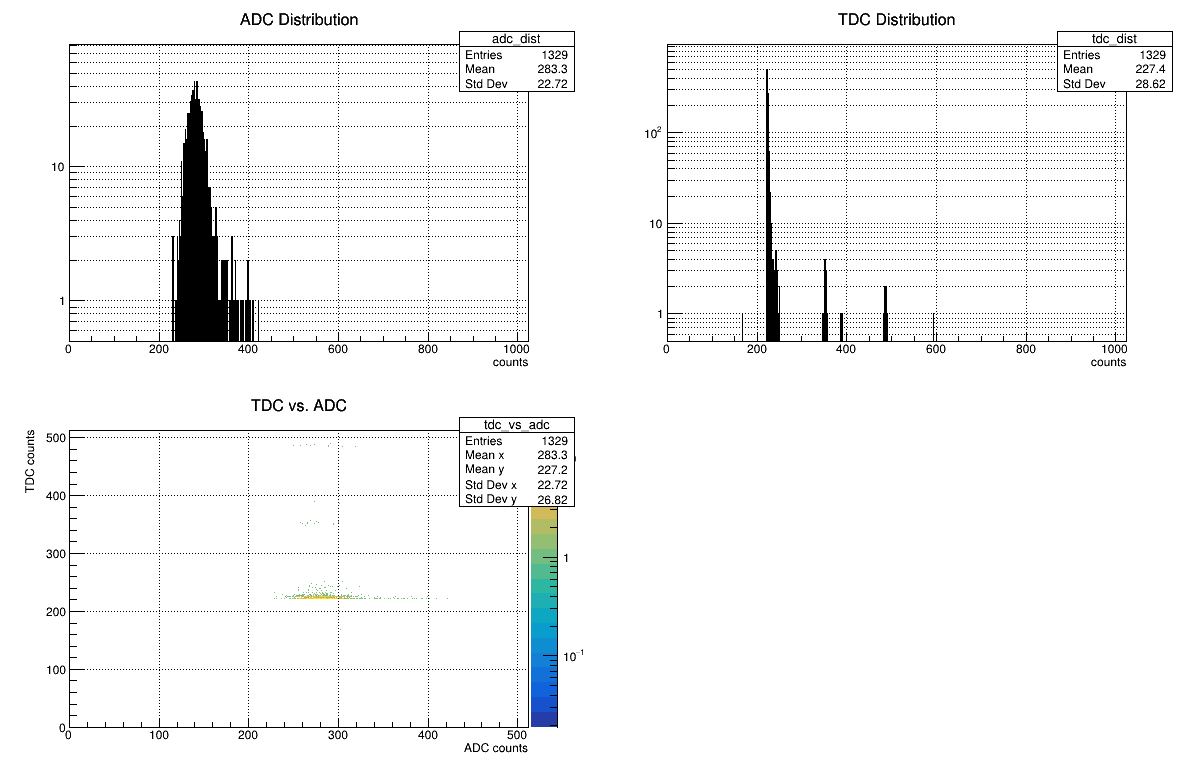 ADC Distribution
adc_dist
Entries 1329
Mean 283.3
Std Dev 22.72
10
1
0 200 400 600 800 1000
counts
TDC Distribution
tdc_dist
Entries 1329
Mean 227.4
Std Dev 28.62
10²
10
1
0 200 400 600 800 1000
counts
TDC vs. ADC
tdc_vs_adc
Entries 1329
Mean x 283.3
Mean y 227.2
Std Dev x 22.72
Std Dev y 26.82
TDC counts
500
400
300
200
100
0
0 100 200 300 400 500
ADC counts
1
10⁻¹